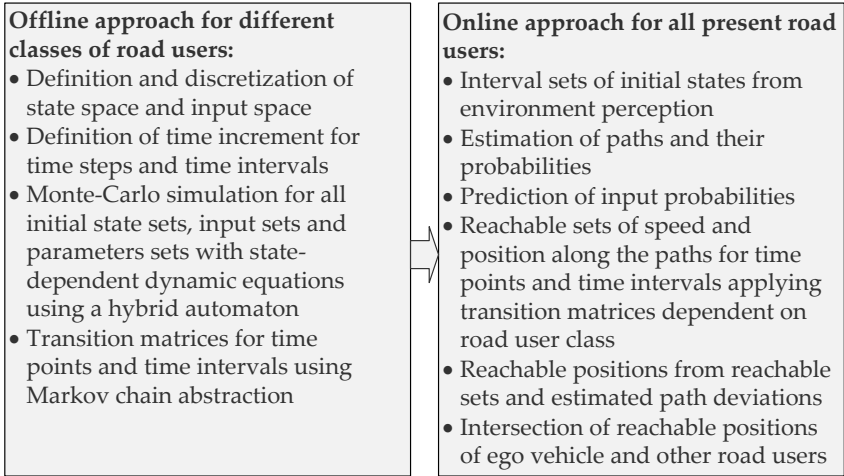 Offline approach for different
classes of road users:
• Definition and discretization of
state space and input space
• Definition of time increment for
time steps and time intervals
• Monte-Carlo simulation for all
initial state sets, input sets and
parameters sets with state-
dependent dynamic equations
using a hybrid automaton
• Transition matrices for time
points and time intervals using
Markov chain abstraction
Online approach for all present road
users:
• Interval sets of initial states from
environment perception
• Estimation of paths and their
probabilities
• Prediction of input probabilities
• Reachable sets of speed and
position along the paths for time
points and time intervals applying
transition matrices dependent on
road user class
• Reachable positions from reachable
sets and estimated path deviations
• Intersection of reachable positions
of ego vehicle and other road users